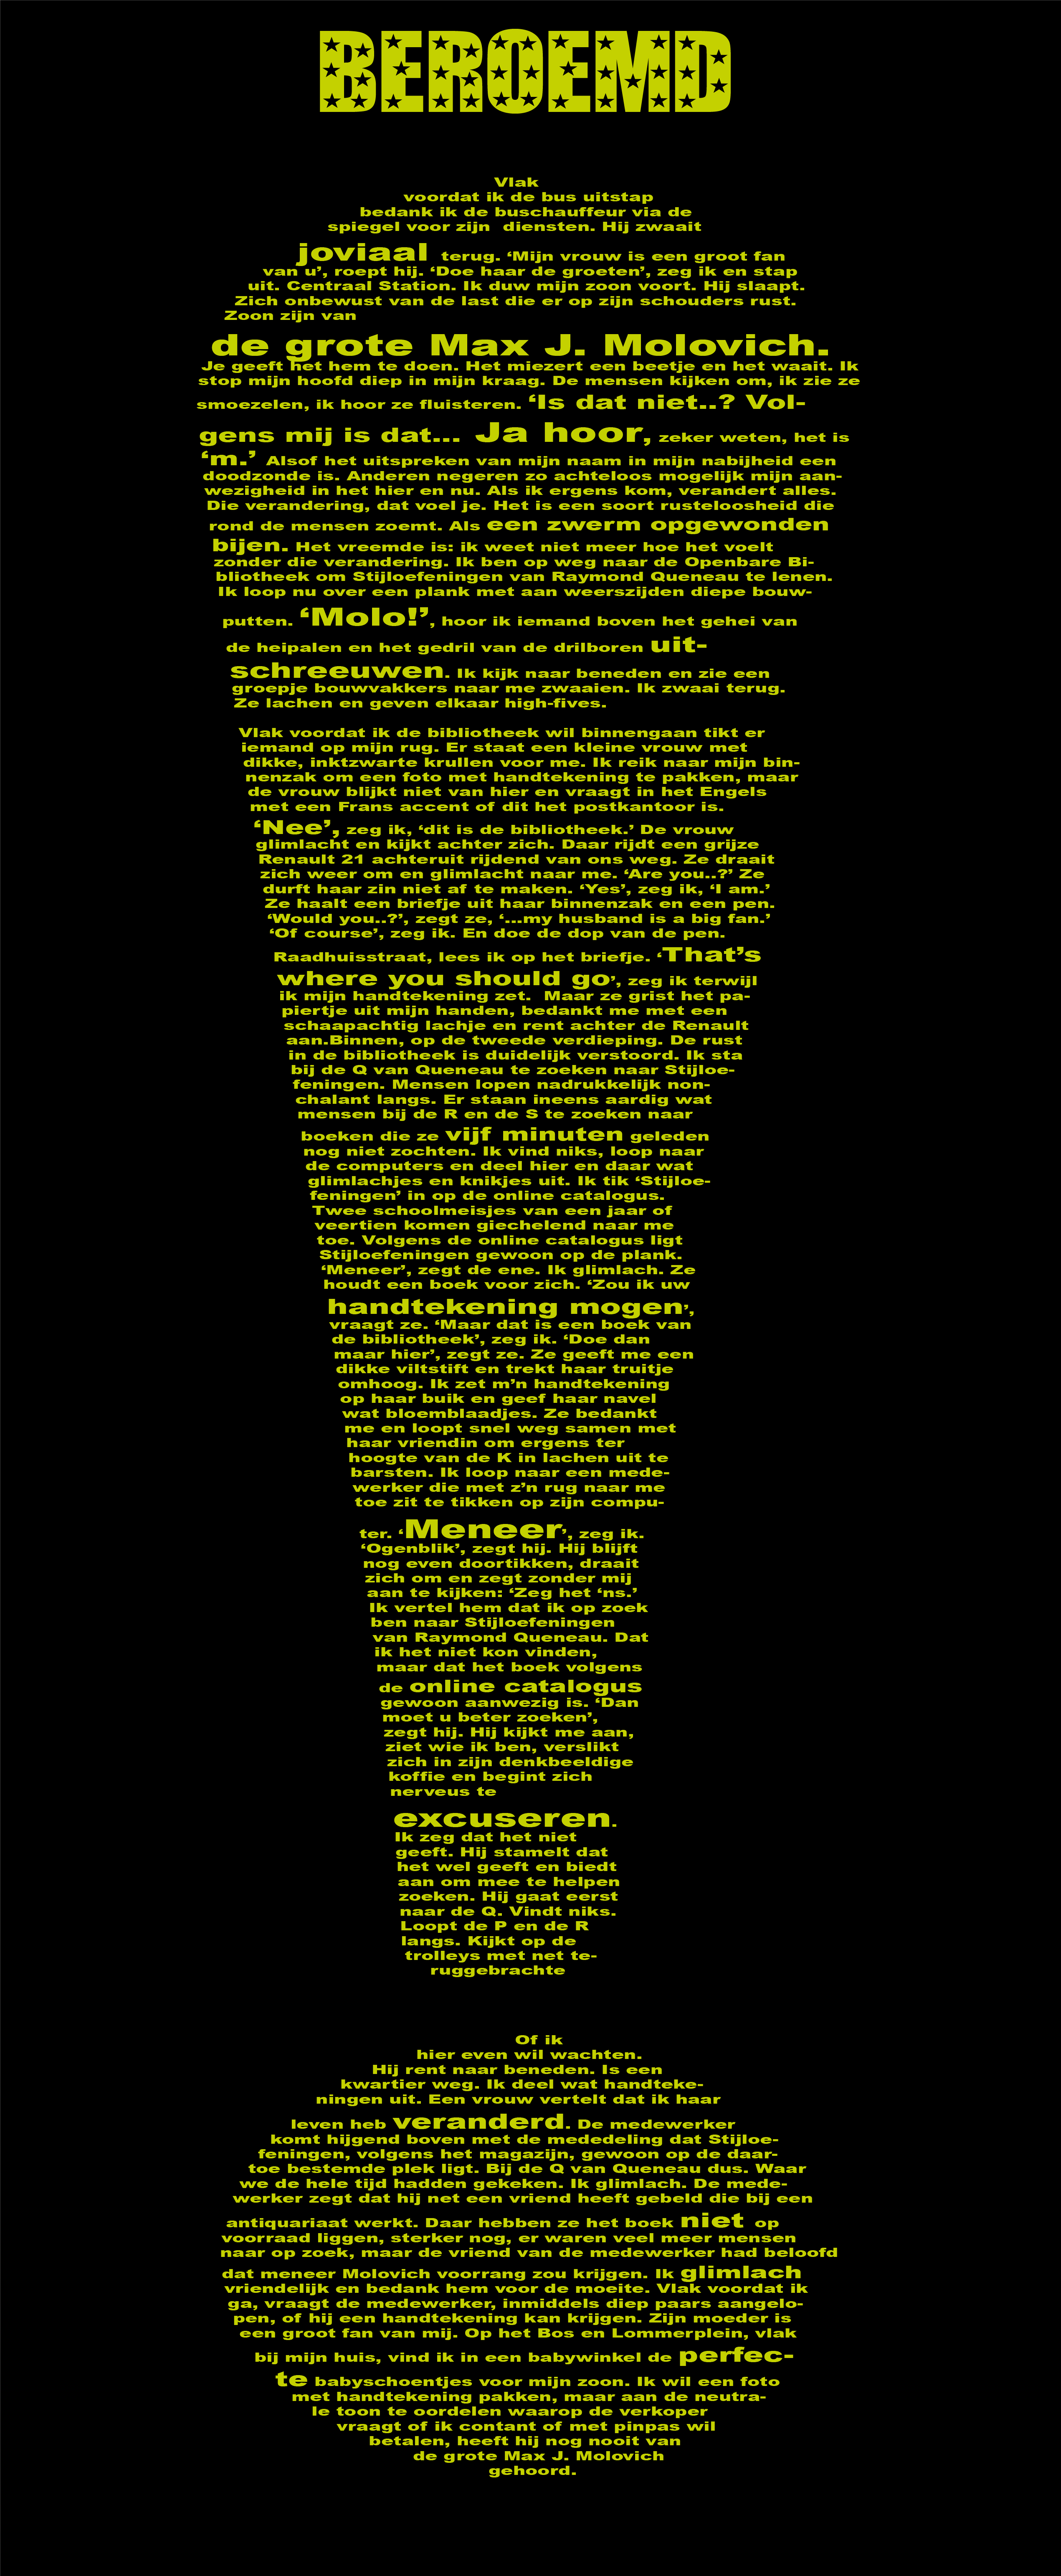 BEROEMD
Vlak
voordat ik de bus uitstap
bedank ik de buschauffeur via de
spiegel voor zijn diensten. Hij zwaait
joviaal terug. ‘Mijn vrouw is een groot fan
van u’, roept hij. ‘Doe haar de groeten’, zeg ik en stap
uit. Centraal Station. Ik duw mijn zoon voort. Hij slaapt.
Zich onbewust van de last die er op zijn schouders rust.
Zoon zijn van
de grote Max J. Molovich.
Je geeft het hem te doen. Het miezert een beetje en het waait. Ik
stop mijn hoofd diep in mijn kraag. De mensen kijken om, ik zie ze
smoezelen, ik hoor ze fluisteren. ‘Is dat niet..? Vol-
gens mij is dat... Ja hoor, zeker weten, het is
‘m.’ Alsof het uitspreken van mijn naam in mijn nabijheid een
doodzonde is. Anderen negeren zo achteloos mogelijk mijn aan-
wezigheid in het hier en nu. Als ik ergens kom, verandert alles.
Die verandering, dat voel je. Het is een soort rusteloosheid die
rond de mensen zoemt. Als een zwerm opgewonden
bijen. Het vreemde is: ik weet niet meer hoe het voelt
zonder die verandering. Ik ben op weg naar de Openbare Bi-
bliotheek om Stijloefeningen van Raymond Queneau te lenen.
Ik loop nu over een plank met aan weerszijden diepe bouw-
putten. ‘Molo!’, hoor ik iemand boven het gehei van
de heipalen en het gedril van de drilboren uit-
schreeuwen. Ik kijk naar beneden en zie een
groepje bouwvakkers naar me zwaaien. Ik zwaai terug.
Ze lachen en geven elkaar high-fives.
Vlak voordat ik de bibliotheek wil binnengaan tikt er
iemand op mijn rug. Er staat een kleine vrouw met
dikke, inktzwarte krullen voor me. Ik reik naar mijn bin-
nenzak om een foto met handtekening te pakken, maar
de vrouw blijkt niet van hier en vraagt in het Engels
met een Frans accent of dit het postkantoor is.
‘Nee’, zeg ik, ‘dit is de bibliotheek.’ De vrouw
glimlacht en kijkt achter zich. Daar rijdt een grijze
Renault 21 achteruit rijdend van ons weg. Ze draait
zich weer om en glimlacht naar me. ‘Are you..?’ Ze
durft haar zin niet af te maken. ‘Yes’, zeg ik, ‘I am.’
Ze haalt een briefje uit haar binnenzak en een pen.
‘Would you..?’, zegt ze, ‘...my husband is a big fan.’
‘Of course’, zeg ik. En doe de dop van de pen.
Raadhuisstraat, lees ik op het briefje. ‘That’s
where you should go’, zeg ik terwijl
ik mijn handtekening zet. Maar ze grist het pa-
piertje uit mijn handen, bedankt me met een
schaapachtig lachje en rent achter de Renault
aan.Binnen, op de tweede verdieping. De rust
in de bibliotheek is duidelijk verstoord. Ik sta
bij de Q van Queneau te zoeken naar Stijloe-
feningen. Mensen lopen nadrukkelijk non-
chalant langs. Er staan ineens aardig wat
mensen bij de R en de S te zoeken naar
boeken die ze vijf minuten geleden
nog niet zochten. Ik vind niks, loop naar
de computers en deel hier en daar wat
glimlachjes en knikjes uit. Ik tik ‘Stijloe-
feningen’ in op de online catalogus.
Twee schoolmeisjes van een jaar of
veertien komen giechelend naar me
toe. Volgens de online catalogus ligt
Stijloefeningen gewoon op de plank.
‘Meneer’, zegt de ene. Ik glimlach. Ze
houdt een boek voor zich. ‘Zou ik uw
handtekening mogen’,
vraagt ze. ‘Maar dat is een boek van
de bibliotheek’, zeg ik. ‘Doe dan
maar hier’, zegt ze. Ze geeft me een
dikke viltstift en trekt haar truitje
omhoog. Ik zet m’n handtekening
op haar buik en geef haar navel
wat bloemblaadjes. Ze bedankt
me en loopt snel weg samen met
haar vriendin om ergens ter
hoogte van de K in lachen uit te
barsten. Ik loop naar een mede-
werker die met z’n rug naar me
toe zit te tikken op zijn compu-
ter. ‘Meneer’, zeg ik.
‘Ogenblik’, zegt hij. Hij blijft
nog even doortikken, draait
zich om en zegt zonder mij
aan te kijken: ‘Zeg het ‘ns.’
Ik vertel hem dat ik op zoek
ben naar Stijloefeningen
van Raymond Queneau. Dat
ik het niet kon vinden,
maar dat het boek volgens
de online catalogus
gewoon aanwezig is. ‘Dan
moet u beter zoeken’,
zegt hij. Hij kijkt me aan,
ziet wie ik ben, verslikt
zich in zijn denkbeeldige
koffie en begint zich
nerveus te
excuseren.
Ik zeg dat het niet
geeft. Hij stamelt dat
het wel geeft en biedt
aan om mee te helpen
zoeken. Hij gaat eerst
naar de Q. Vindt niks.
Loopt de P en de R
langs. Kijkt op de
trolleys met net te-
ruggebrachte
Of ik
hier even wil wachten.
Hij rent naar beneden. Is een
kwartier weg. Ik deel wat handteke-
ningen uit. Een vrouw vertelt dat ik haar
leven heb veranderd. De medewerker
komt hijgend boven met de mededeling dat Stijloe-
feningen, volgens het magazijn, gewoon op de daar-
toe bestemde plek ligt. Bij de Q van Queneau dus. Waar
we de hele tijd hadden gekeken. Ik glimlach. De mede-
werker zegt dat hij net een vriend heeft gebeld die bij een
antiquariaat werkt. Daar hebben ze het boek niet op
voorraad liggen, sterker nog, er waren veel meer mensen
naar op zoek, maar de vriend van de medewerker had beloofd
dat meneer Molovich voorrang zou krijgen. Ik glimlach
vriendelijk en bedank hem voor de moeite. Vlak voordat ik
ga, vraagt de medewerker, inmiddels diep paars aangelo-
pen, of hij een handtekening kan krijgen. Zijn moeder is
een groot fan van mij. Op het Bos en Lommerplein, vlak
bij mijn huis, vind ik in een babywinkel de perfec-
te babyschoentjes voor mijn zoon. Ik wil een foto
met handtekening pakken, maar aan de neutra-
le toon te oordelen waarop de verkoper
vraagt of ik contant of met pinpas wil
betalen, heeft hij nog nooit van
de grote Max J. Molovich
gehoord.